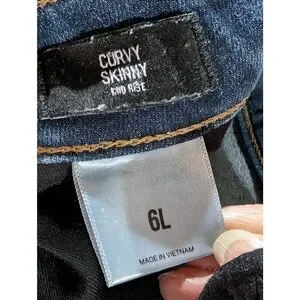 CURVY
SKINNY
MID RISE
6L
MADE IN VIETNAM